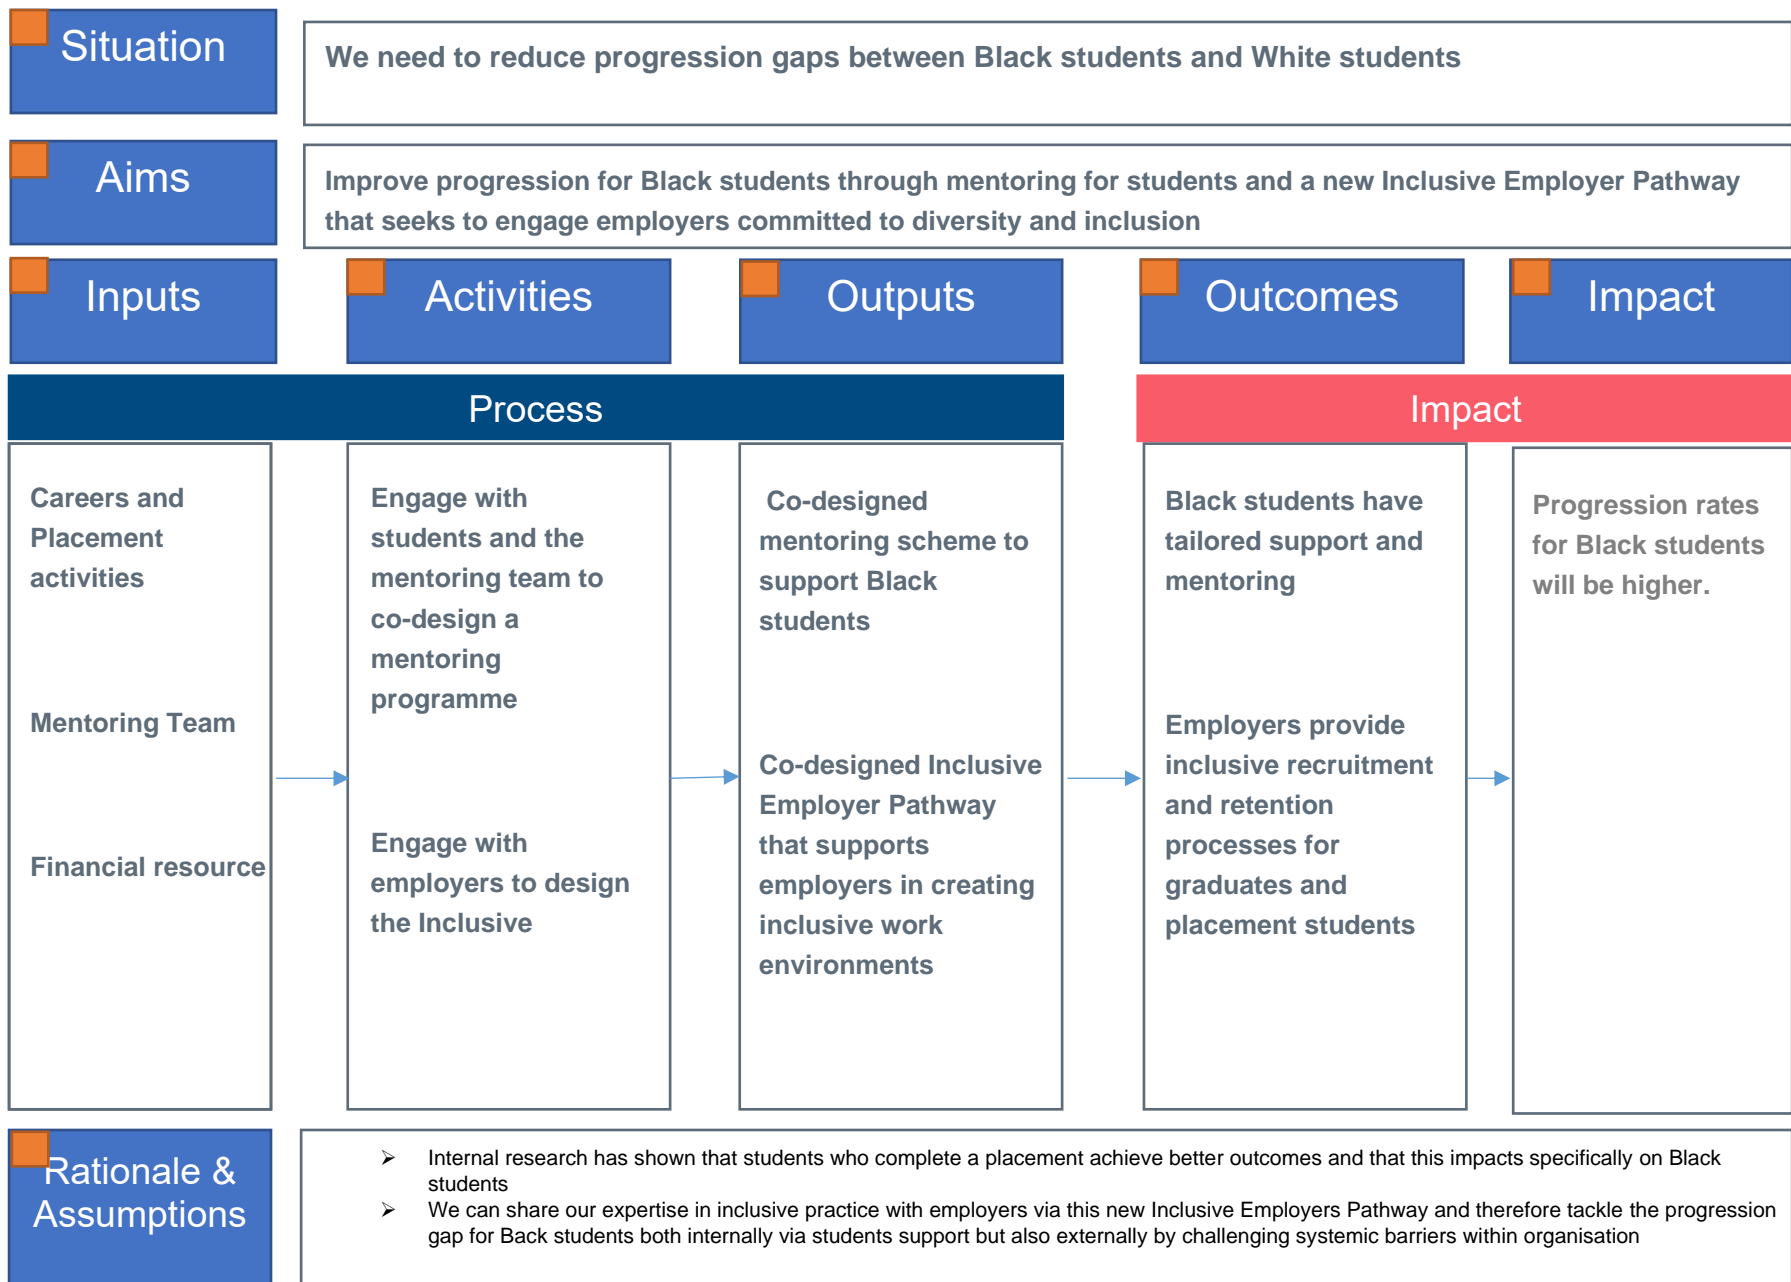 Situation
We need to reduce progression gaps between Black students and White students
Aims
Improve progression for Black students through mentoring for students and a new Inclusive Employer Pathway
that seeks to engage employers committed to diversity and inclusion
Inputs
Activities
Outputs
Outcomes
Impact
Process
Impact
Careers and
Placement
activities
Mentoring Team
Financial resource
Engage with
students and the
mentoring team to
co-design a
mentoring
programme
Engage with
employers to design
the Inclusive
Co-designed
mentoring scheme to
support Black
students
Co-designed Inclusive
Employer Pathway
that supports
employers in creating
inclusive work
environments
Black students have
tailored support and
mentoring
Employers provide
inclusive recruitment
and retention
processes for
graduates and
placement students
Progression rates
for Black students
will be higher.
Rationale &
Assumptions
➢ Internal research has shown that students who complete a placement achieve better outcomes and that this impacts specifically on Black
students
➢ We can share our expertise in inclusive practice with employers via this new Inclusive Employers Pathway and therefore tackle the progression
gap for Back students both internally via students support but also externally by challenging systemic barriers within organisation